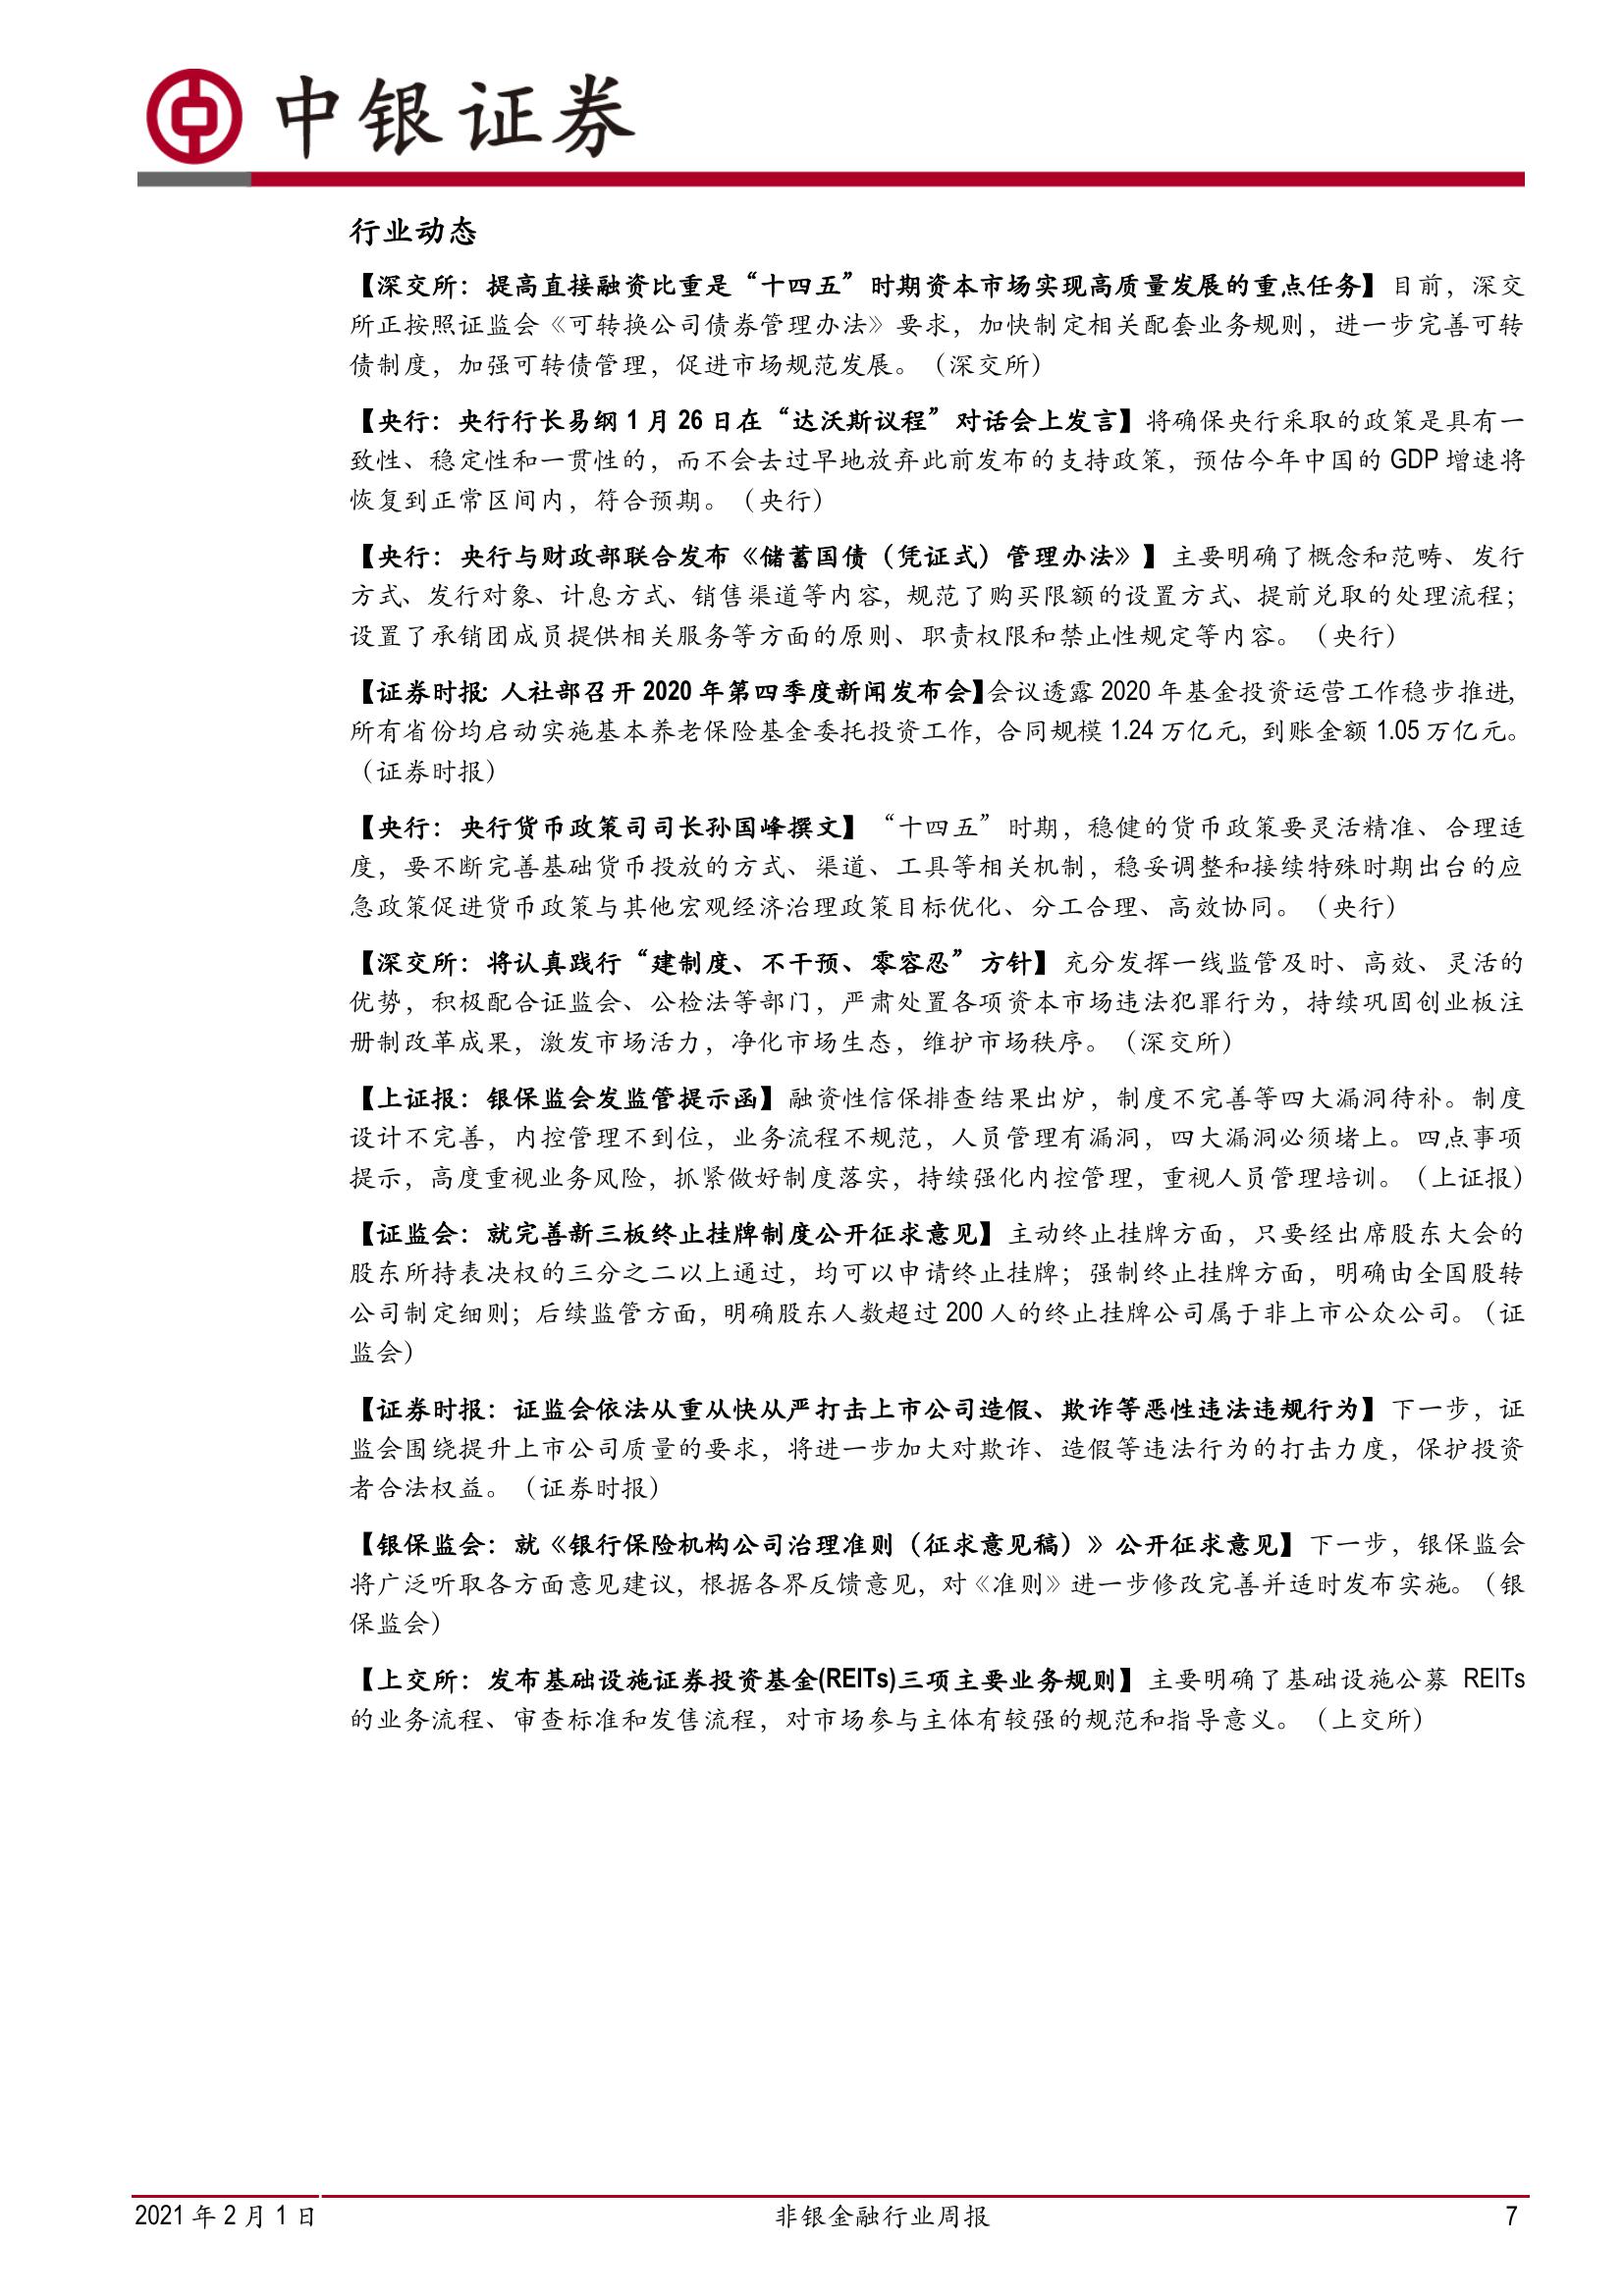 中银证券
行业动态
【深交所：提高直接融资比重是“十四五”时期资本市场实现高质量发展的重点任务】目前，深交
所正按照证监会《可转换公司债券管理办法》要求，加快制定相关配套业务规则，进一步完善可转
债制度，加强可转债管理，促进市场规范发展。（深交所）
【央行：央行行长易纲 1 月 26 日在“达沃斯议程”对话会上发言】将确保央行采取的政策是具有一
致性、稳定性和一贯性的，而不会去过早地放弃此前发布的支持政策，预估今年中国的 GDP 增速将
恢复到正常区间内，符合预期。（央行）
【央行：央行与财政部联合发布《储蓄国债（凭证式）管理办法》】主要明确了概念和范畴、发行
方式、发行对象、计息方式、销售渠道等内容，规范了购买限额的设置方式、提前兑取的处理流程；
设置了承销团成员提供相关服务等方面的原则、职责权限和禁止性规定等内容。（央行）
【证券时报：人社部召开 2020 年第四季度新闻发布会】会议透露 2020 年基金投资运营工作稳步推进，
所有省份均启动实施基本养老保险基金委托投资工作，合同规模 1.24 万亿元，到账金额 1.05 万亿元。
（证券时报）
【央行：央行货币政策司司长孙国峰撰文】“十四五”时期，稳健的货币政策要灵活精准、合理适
度，要不断完善基础货币投放的方式、渠道、工具等相关机制，稳妥调整和接续特殊时期出台的应
急政策促进货币政策与其他宏观经济治理政策目标优化、分工合理、高效协同。（央行）
【深交所：将认真践行“建制度、不干预、零容忍”方针】充分发挥一线监管及时、高效、灵活的
优势，积极配合证监会、公检法等部门，严肃处置各项资本市场违法犯罪行为，持续巩固创业板注
册制改革成果，激发市场活力，净化市场生态，维护市场秩序。（深交所）
【上证报：银保监会发监管提示函】融资性信保排查结果出炉，制度不完善等四大漏洞待补。制度
设计不完善，内控管理不到位，业务流程不规范，人员管理有漏洞，四大漏洞必须堵上。四点事项
提示，高度重视业务风险，抓紧做好制度落实，持续强化内控管理，重视人员管理培训。（上证报）
【证监会：就完善新三板终止挂牌制度公开征求意见】主动终止挂牌方面，只要经出席股东大会的
股东所持表决权的三分之二以上通过，均可以申请终止挂牌；强制终止挂牌方面，明确由全国股转
公司制定细则；后续监管方面，明确股东人数超过 200 人的终止挂牌公司属于非上市公众公司。（证
监会）
【证券时报：证监会依法从重从快从严打击上市公司造假、欺诈等恶性违法违规行为】下一步，证
监会围绕提升上市公司质量的要求，将进一步加大对欺诈、造假等违法行为的打击力度，保护投资
者合法权益。（证券时报）
【银保监会：就《银行保险机构公司治理准则（征求意见稿）》公开征求意见】下一步，银保监会
将广泛听取各方面意见建议，根据各界反馈意见，对《准则》进一步修改完善并适时发布实施。（银
保监会）
【上交所：发布基础设施证券投资基金(REITs)三项主要业务规则】主要明确了基础设施公募 REITs
的业务流程、审查标准和发售流程，对市场参与主体有较强的规范和指导意义。（上交所）
2021 年 2 月 1 日 非银金融行业周报 7